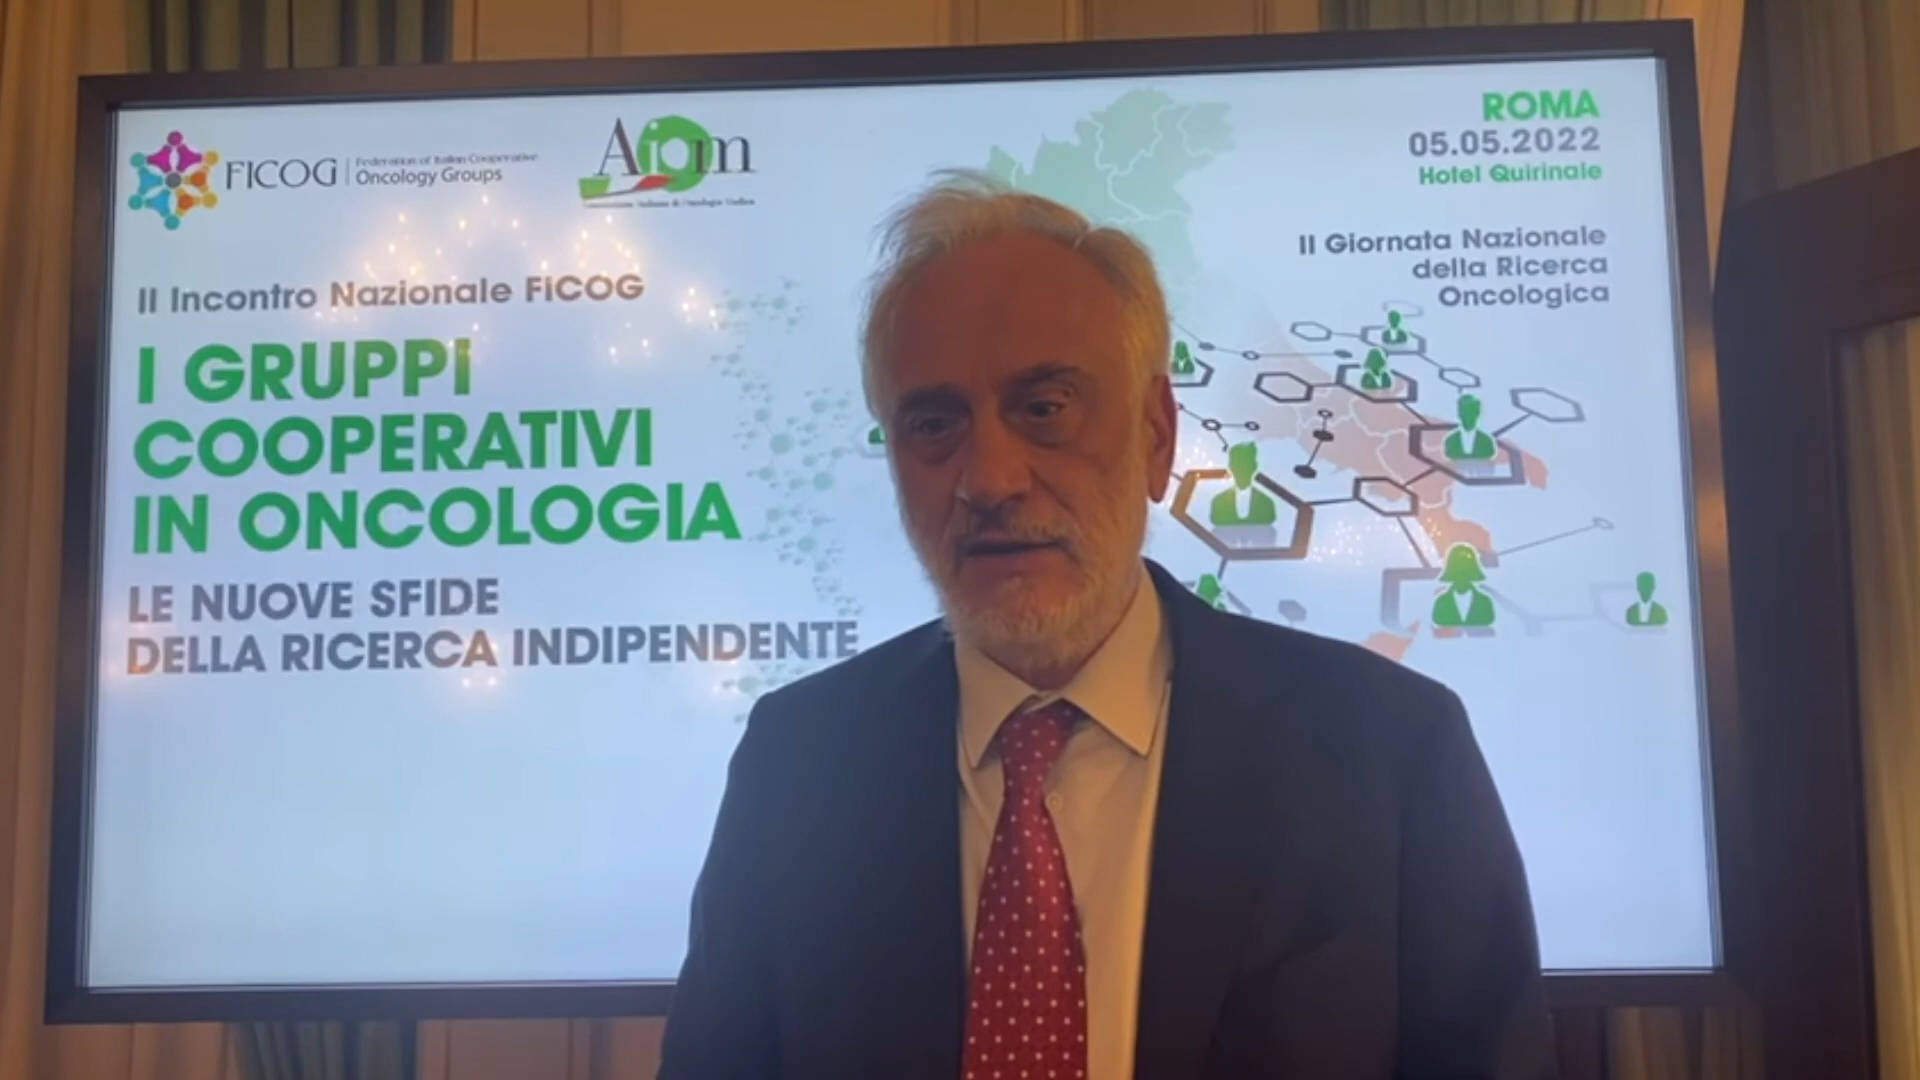 FICOG
Federation of Italian Cooperative
Oncology Groups
Aiom
II Incontro Nazionale FICOG
I GRUPPI
COOPERATIVI
IN ONCOLOGIA
LE NUOVE SFIDE
DELLA RICERCA INDIPENDENTE
ROMA
05.05.2022
Hotel Quirinale
II Giornata Nazionale
della Ricerca
Oncologica